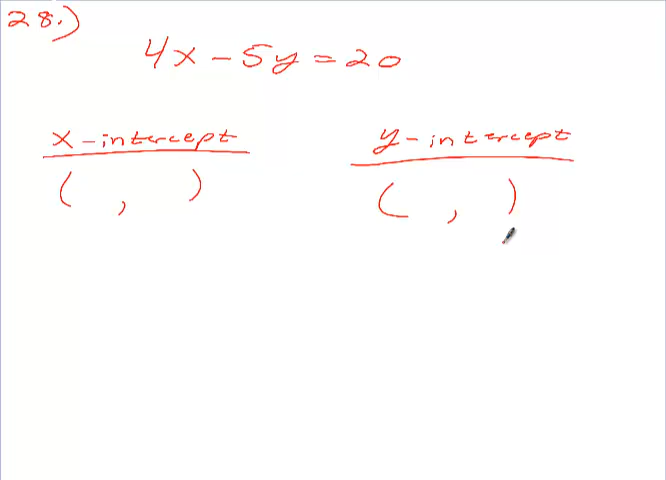 28.)
4x - 5y = 20
x-intercept y-intercept
( , ) ( , )